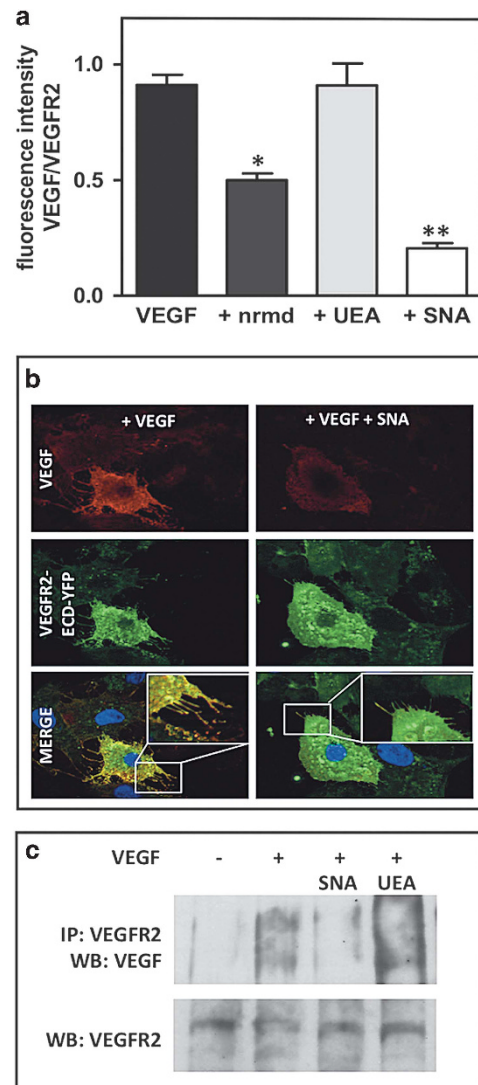 a
fluorescence intensity
VEGF/VEGFR2
1.0
0.5
0.0
*
**
VEGF
+ nrmd
+ UEA
+ SNA
b
+ VEGF
+ VEGF + SNA
VEGF
VEGFR2-
ECD-YFP
MERGE
c
VEGF - + + +
SNA UEA
IP: VEGFR2
WB: VEGF
WB: VEGFR2